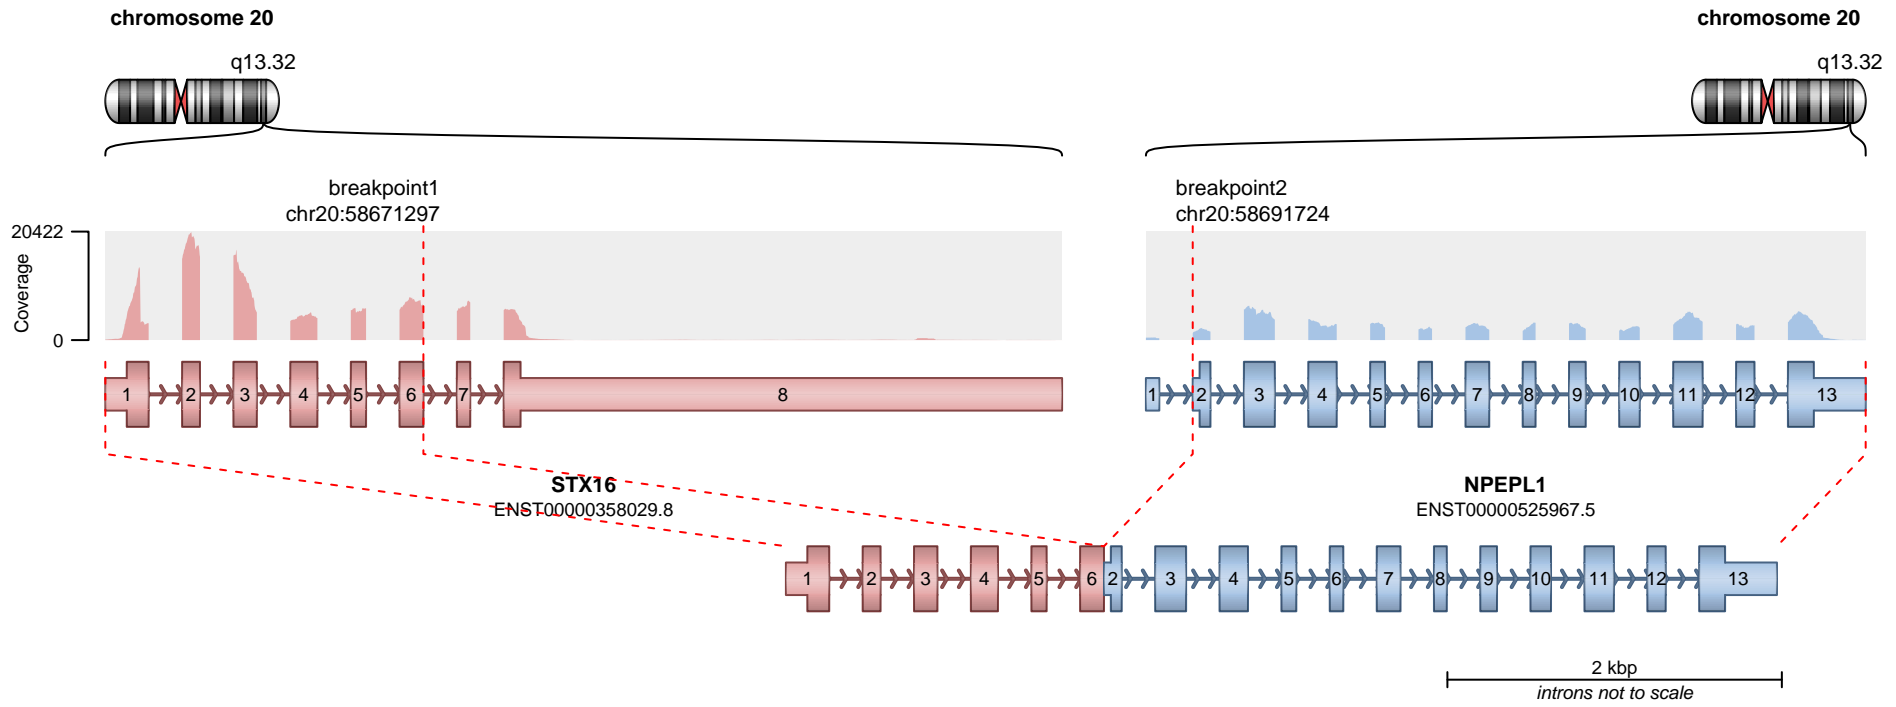 chromosome 20
chromosome 20
q13.32
q13.32
breakpoint1
chr20:58671297
breakpoint2
chr20:58691724
20422
Coverage
0
1 2 3 4 5 6 7 8
1 2 3 4 5 6 7 8 9 10 11 12 13
STX16
ENST00000358029.8
NPEPL1
ENST00000525967.5
1 2 3 4 5 6 2 3 4 5 6 7 8 9 10 11 12 13
2 kbp
introns not to scale